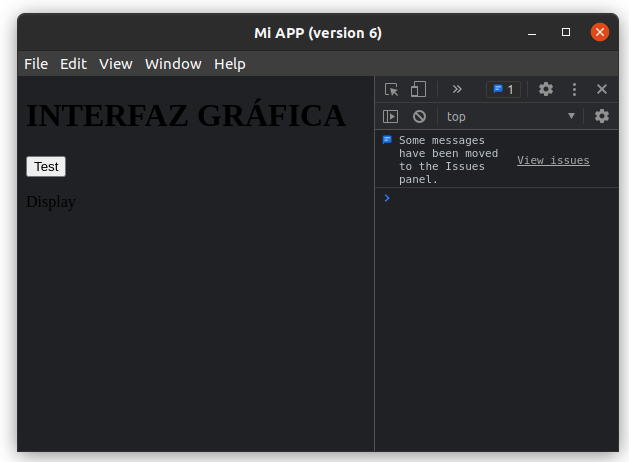 Mi APP (version 6)
File Edit View Window Help
INTERFAZ GRÁFICA
Test
Display
1
top
Some messages
have been moved
to the Issues
panel.
View issues